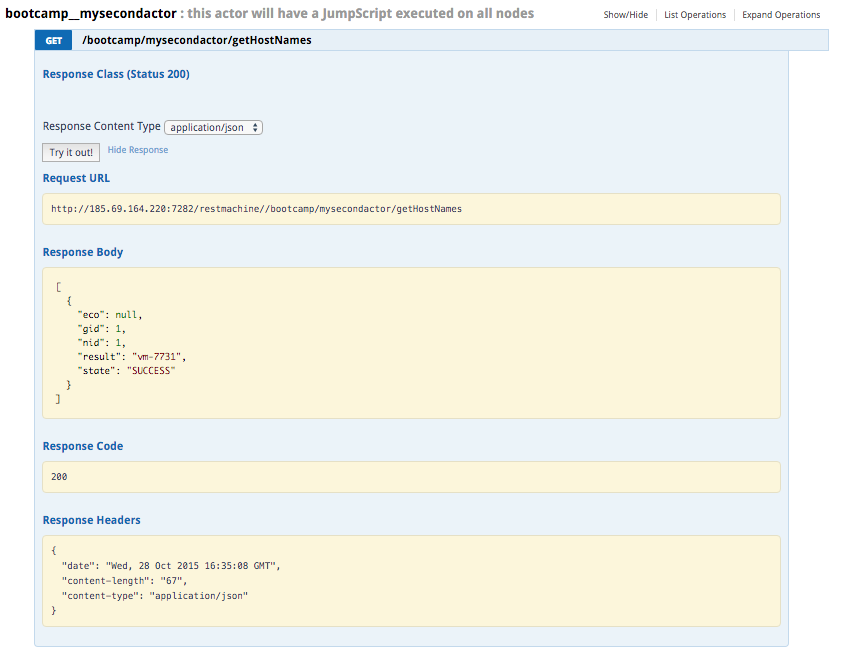 bootcamp__mysecondactor : this actor will have a JumpScript executed on all nodes
Show/Hide
List Operations
Expand Operations
GET /bootcamp/mysecondactor/getHostNames
Response Class (Status 200)
Response Content Type application/json
Try it out! Hide Response
Request URL
http://185.69.164.220:7282/restmachine//bootcamp/mysecondactor/getHostNames
Response Body
[
{
"eco": null,
"gid": 1,
"nid": 1,
"result": "vm-7731",
"state": "SUCCESS"
}
]
Response Code
200
Response Headers
{
"date": "Wed, 28 Oct 2015 16:35:08 GMT",
"content-length": "67",
"content-type": "application/json"
}